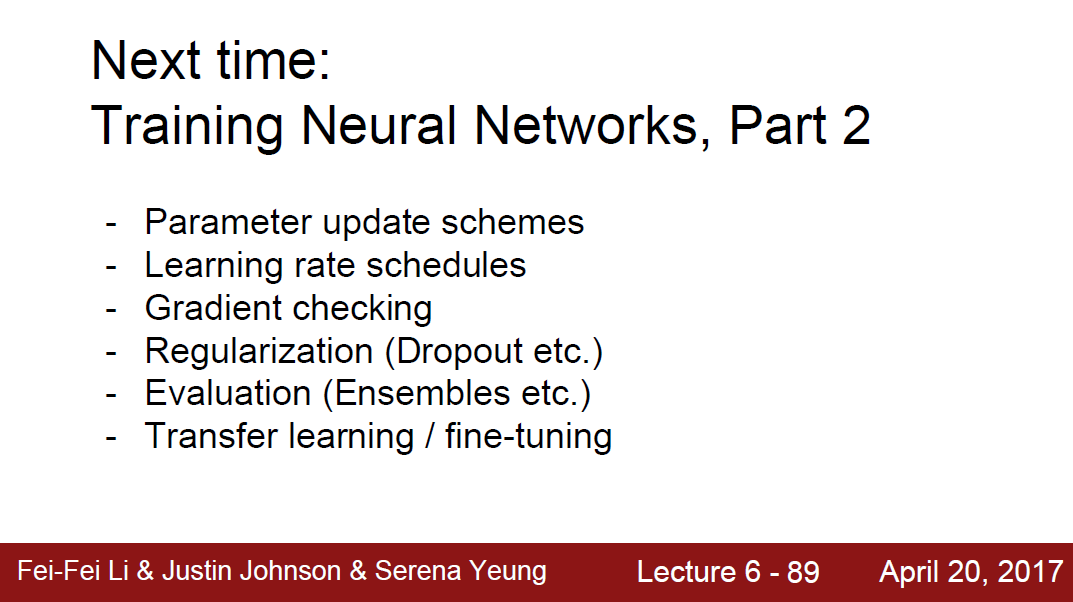 Next time:
Training Neural Networks, Part 2
- Parameter update schemes
- Learning rate schedules
- Gradient checking
- Regularization (Dropout etc.)
- Evaluation (Ensembles etc.)
- Transfer learning / fine-tuning
Fei-Fei Li & Justin Johnson & Serena Yeung Lecture 6 - 89 April 20, 2017